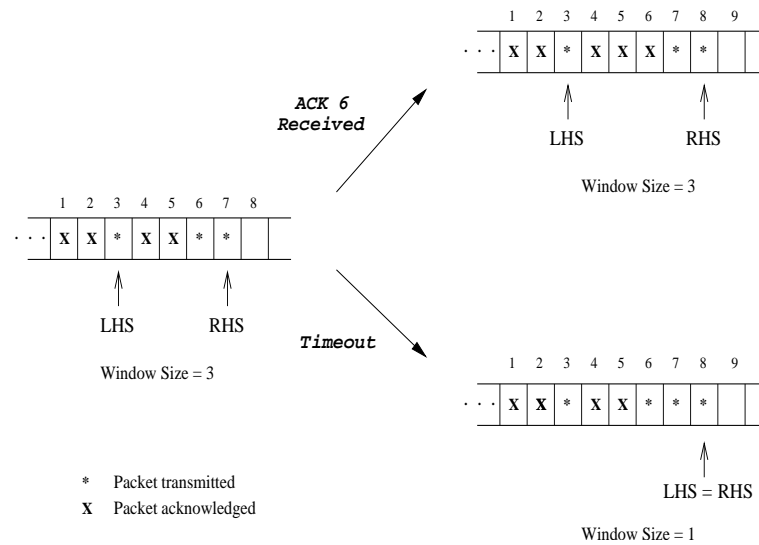 1 2 3 4 5 6 7 8 9
· · · X X * X X X * *
LHS RHS
Window Size = 3
ACK 6
Received
1 2 3 4 5 6 7 8
· · · X X * X X * *
LHS RHS
Window Size = 3
Timeout
1 2 3 4 5 6 7 8 9
· · · X X * X X * * *
LHS = RHS
Window Size = 1
* Packet transmitted
X Packet acknowledged